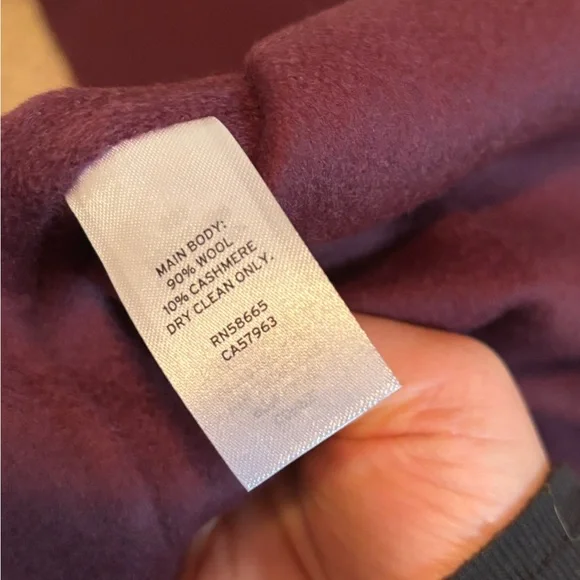 MAIN BODY:
90% WOOL
10% CASHMERE
DRY CLEAN ONLY.
RN58665
CA57963